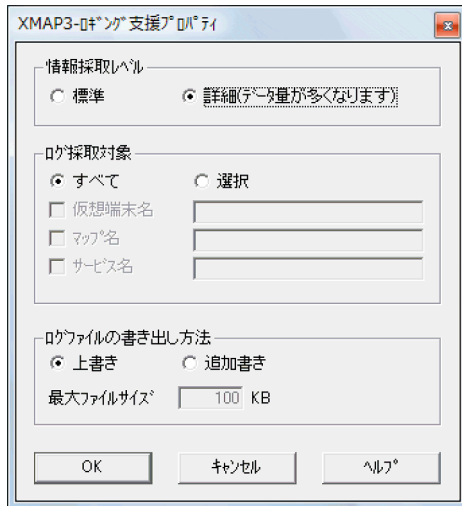 XMAP3-ﾛｷﾞﾝｸﾞ支援ﾌﾟﾛﾊﾟﾃｨ
情報採取ﾚﾍﾞﾙ
標準 詳細(ﾃﾞｰﾀ量が多くなります)
ﾛｸﾞ採取対象
すべて 選択
仮想端末名
ﾏｯﾌﾟ名
ｻｰﾋﾞｽ名
ﾛｸﾞﾌｧｲﾙの書き出し方法
上書き 追加書き
最大ﾌｧｲﾙｻｲｽﾞ 100 KB
OK ｷｬﾝｾﾙ ﾍﾙﾌﾟ